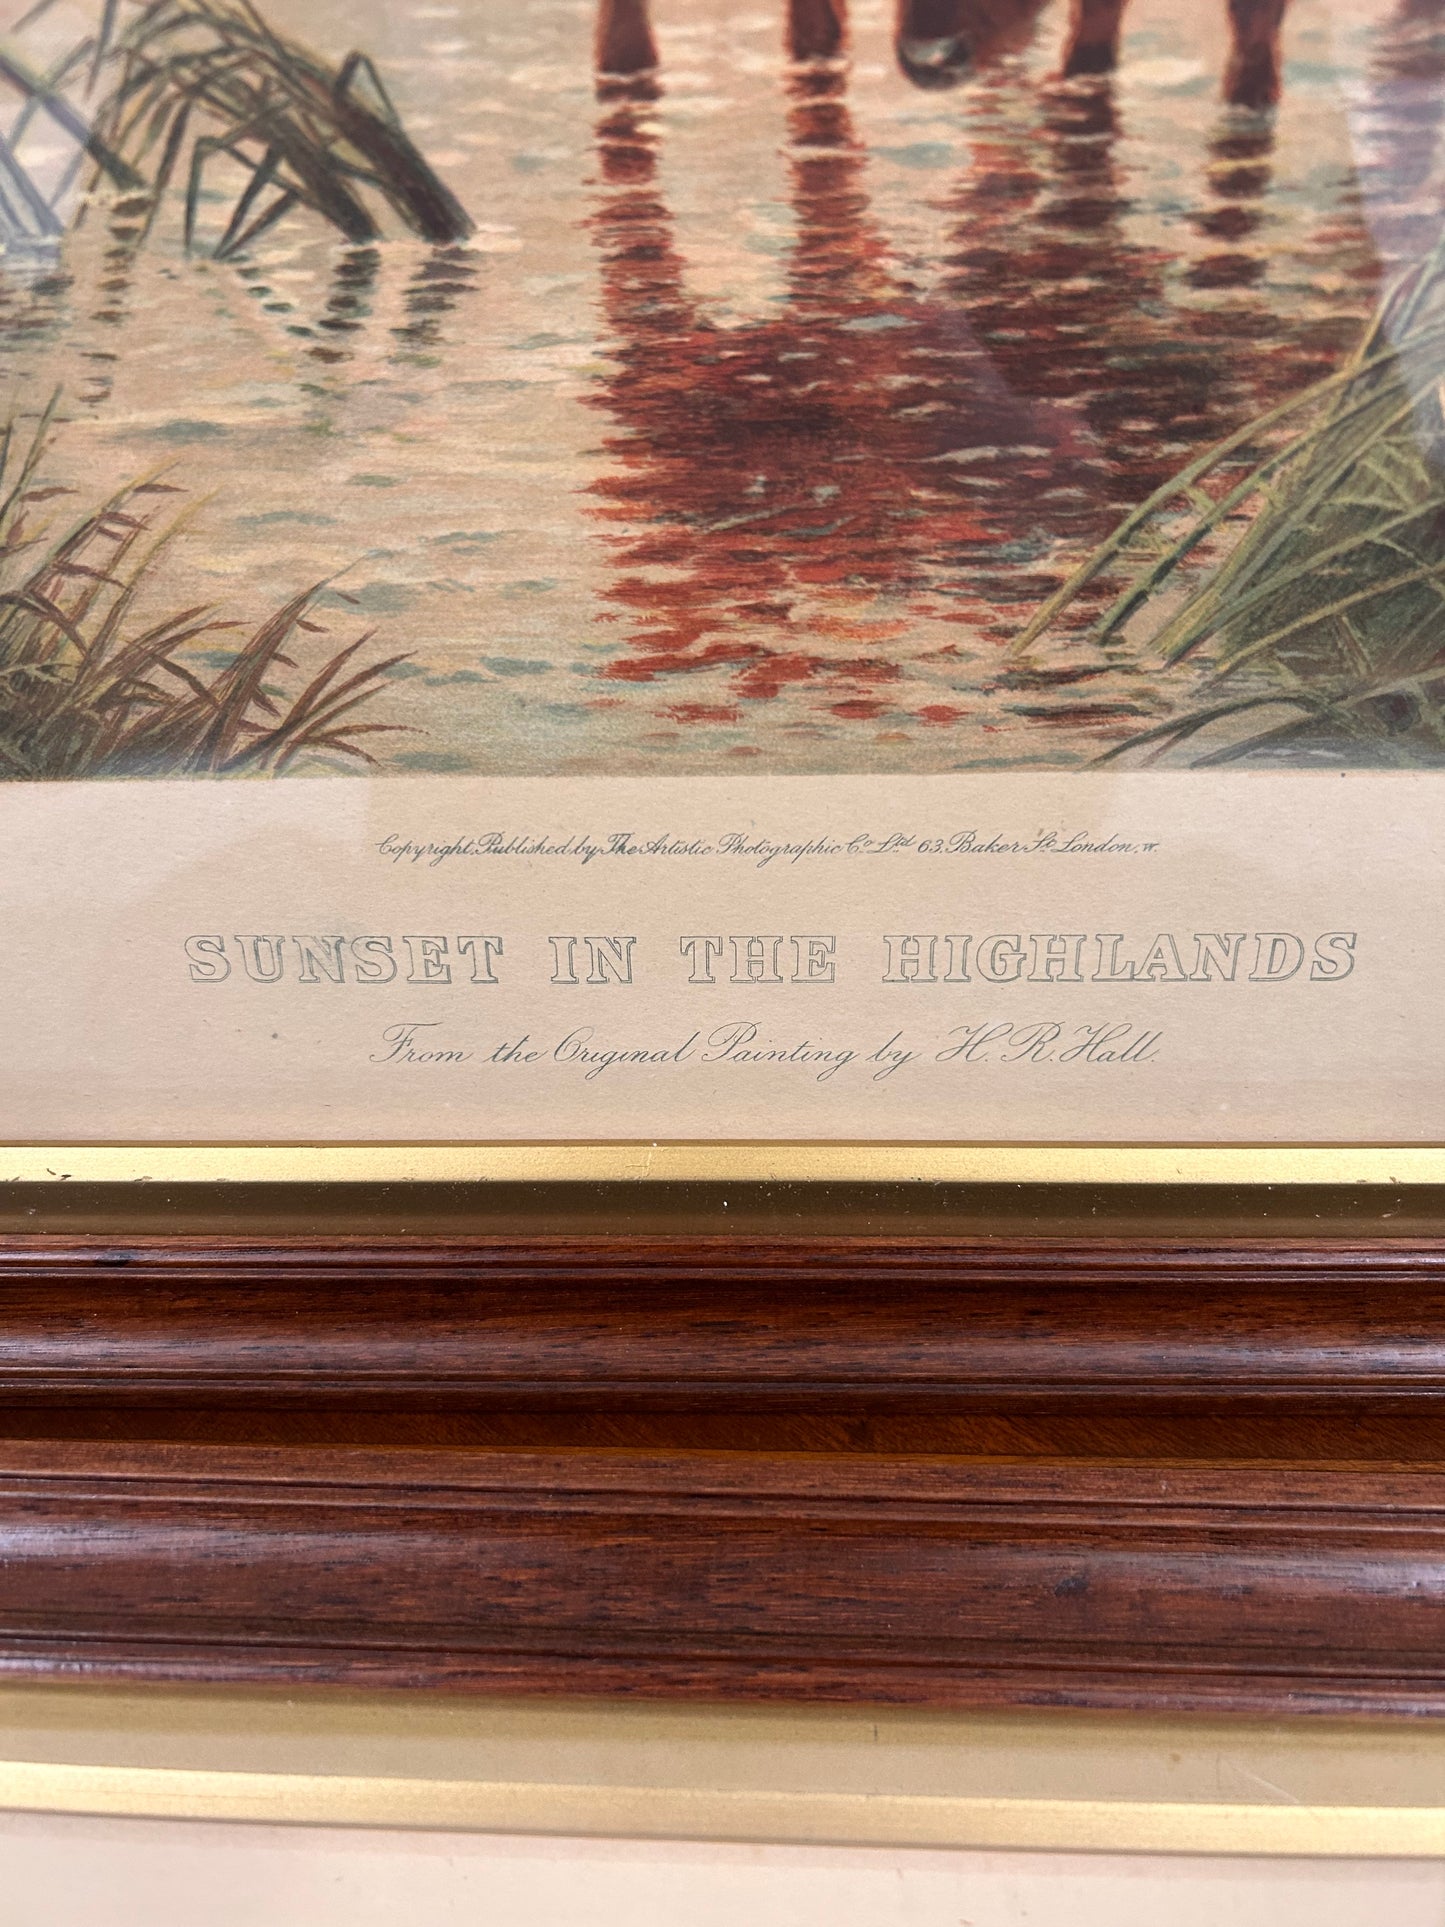 Copyright. Published by The Artistic Photographic Co. Ltd. 63. Baker St. London. W.
SUNSET IN THE HIGHLANDS
From the Original Painting by H. R. Hall.